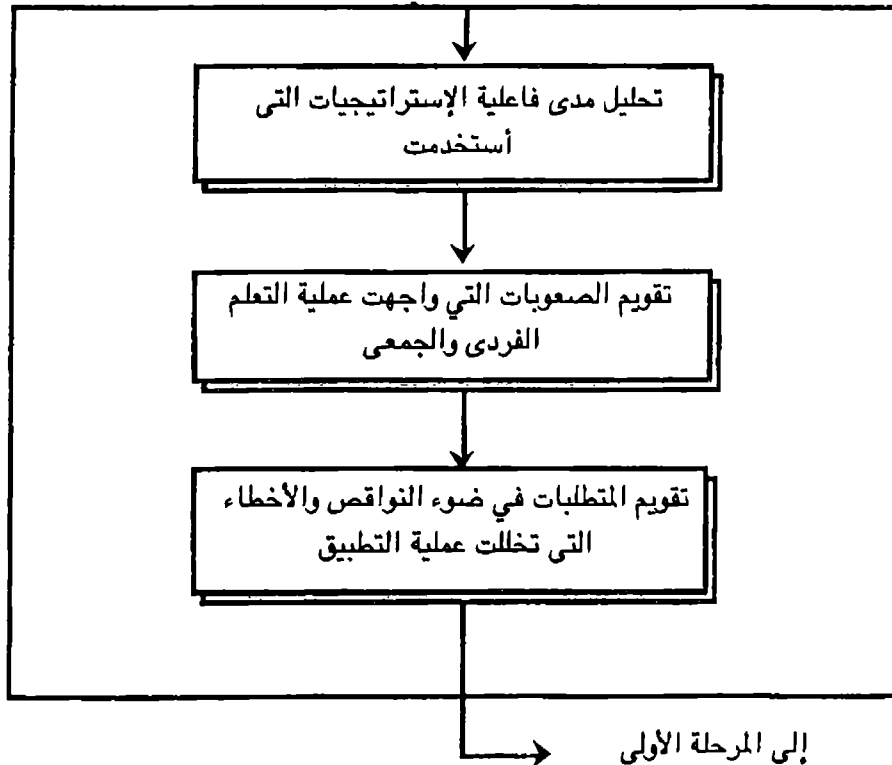 تحليل مدى فاعلية الإستراتيجيات التى
أستخدمت
تقويم الصعوبات التي واجهت عملية التعلم
الفردى والجمعى
تقويم المتطلبات في ضوء النواقص والأخطاء
التى تخللت عملية التطبيق
إلى المرحلة الأولى